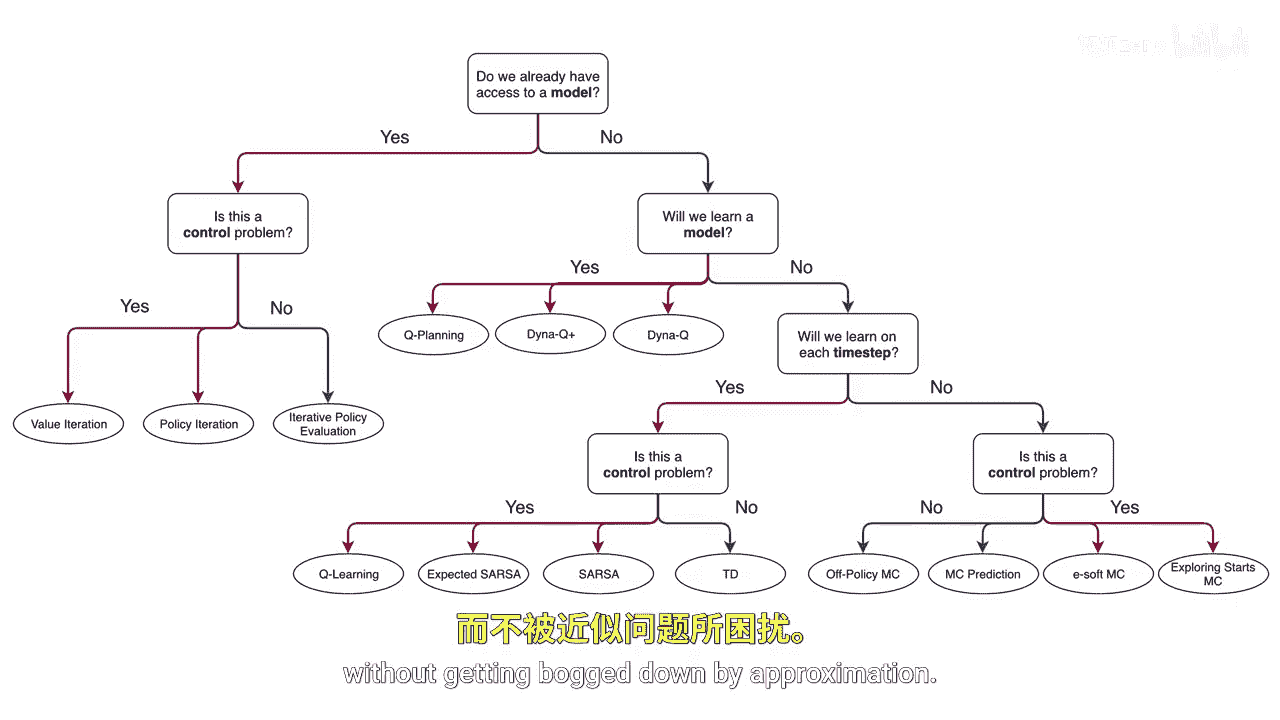 Do we already have
access to a model?
Yes
No
Is this a
control problem?
Will we learn a
model?
Yes
No
Yes
No
Q-Planning
Dyna-Q+
Dyna-Q
Will we learn on
each timestep?
Value Iteration
Policy Iteration
Iterative Policy
Evaluation
Yes
No
Is this a
control problem?
Is this a
control problem?
Yes
No
No
Yes
Q-Learning
Expected SARSA
SARSA
TD
Off-Policy MC
MC Prediction
e-soft MC
Exploring Starts
MC
而不被近似问题所困扰。
without getting bogged down by approximation.